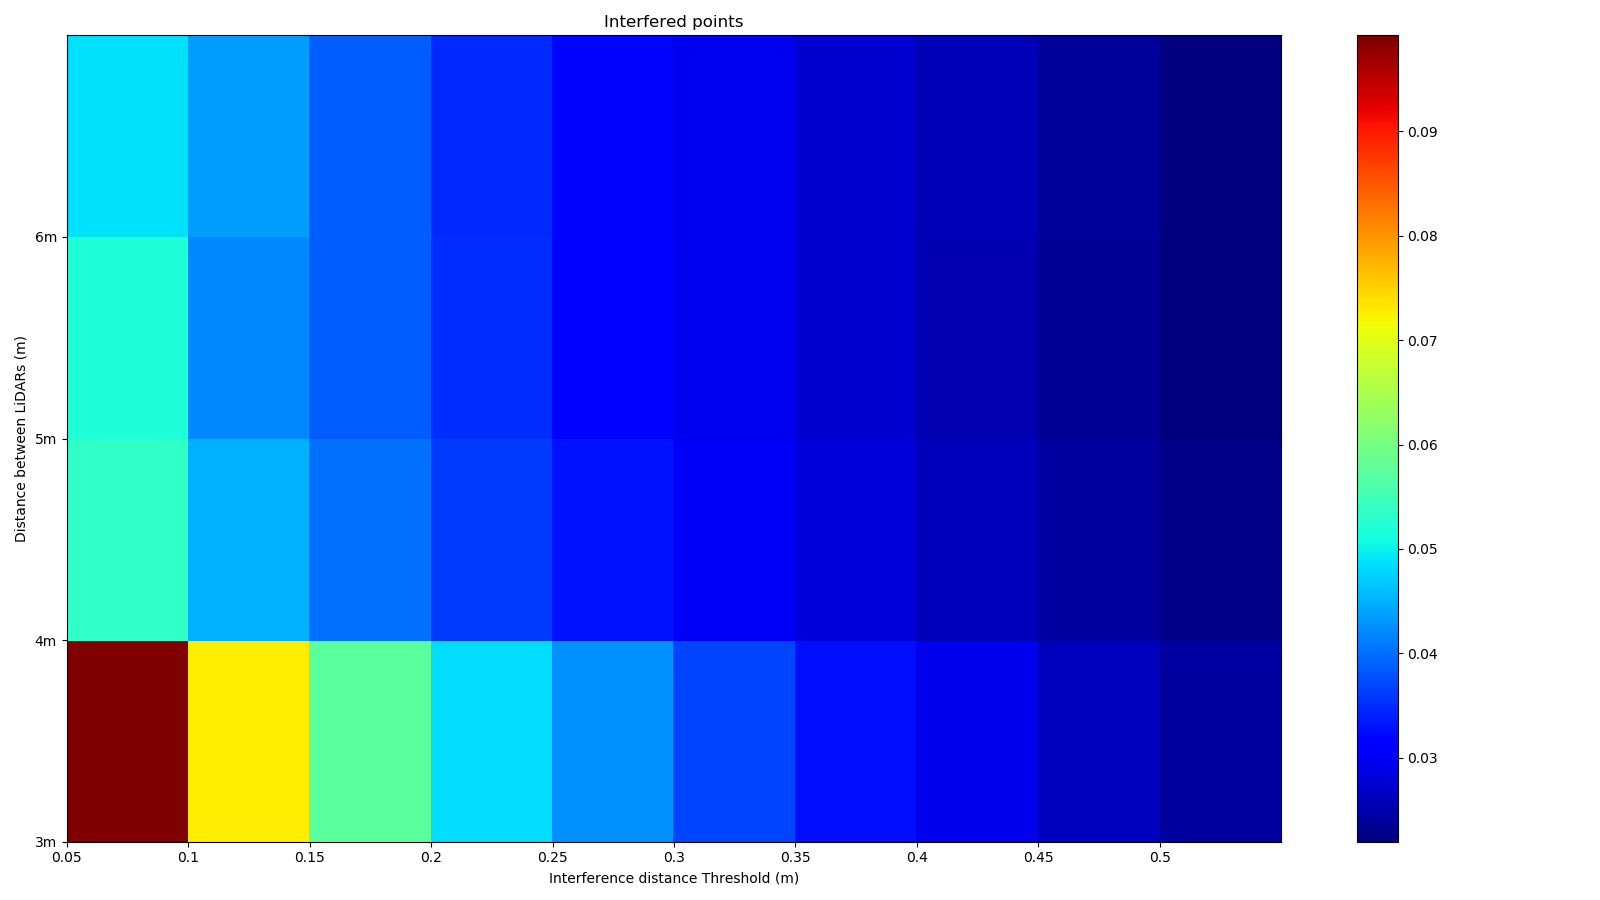 Interfered points
Distance between LiDARs (m)
6m
5m
4m
3m
0.05 0.1 0.15 0.2 0.25 0.3 0.35 0.4 0.45 0.5
Interference distance Threshold (m)
0.09
0.08
0.07
0.06
0.05
0.04
0.03